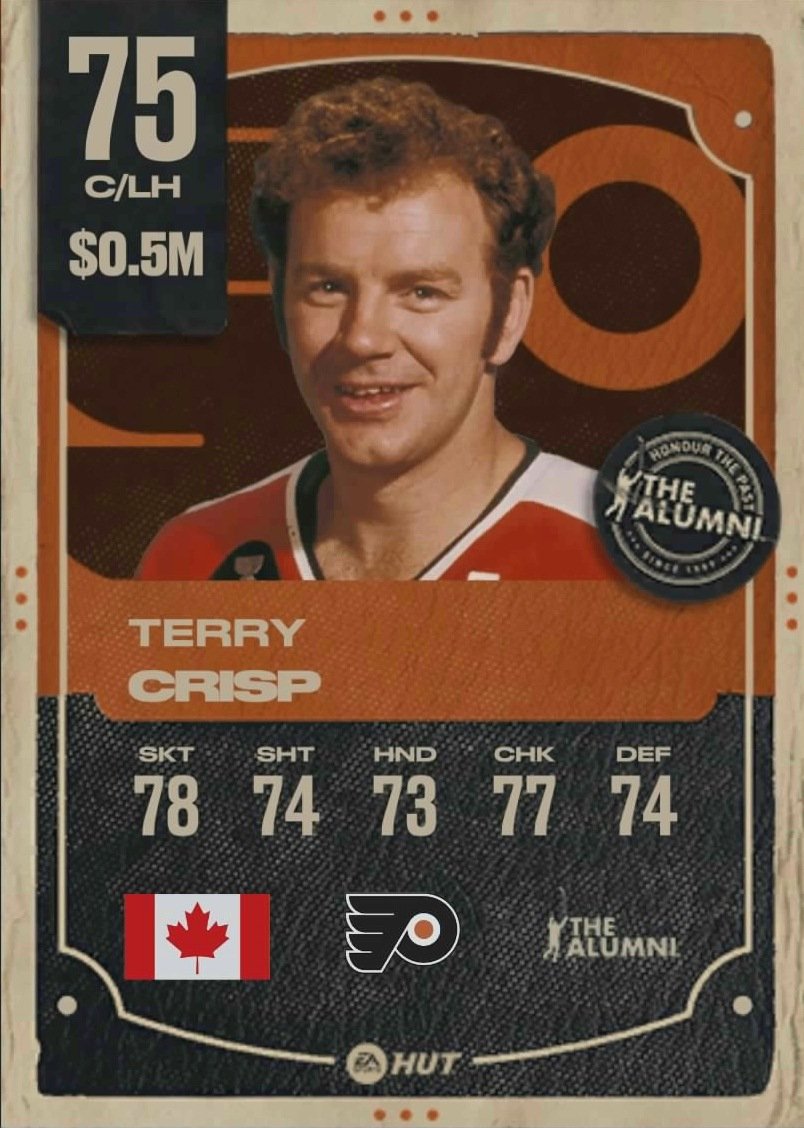 75
C/LH
$0.5M
HONOUR THE PAST
THE
ALUMNI
TERRY
CRISP
SKT SHT HND CHK DEF
78 74 73 77 74
THE
ALUMNI
EA
HUT